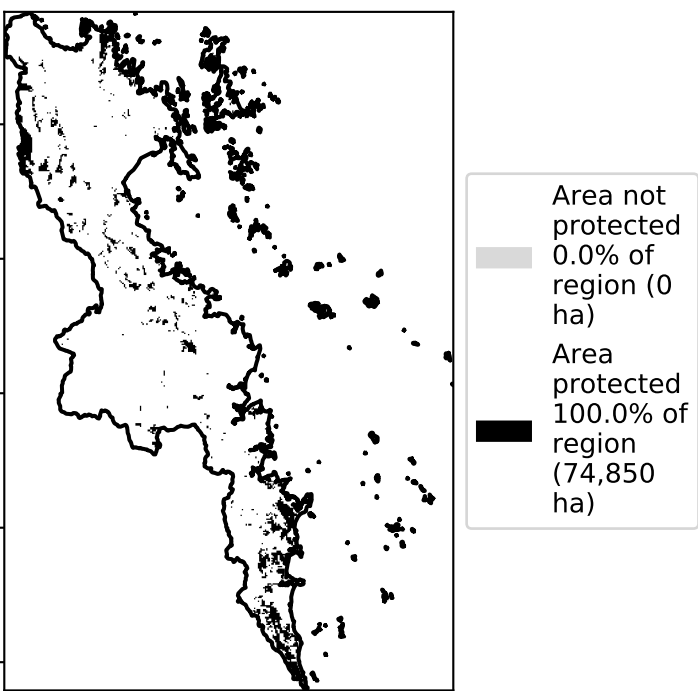 Area not
protected
0.0% of
region (0
ha)
Area
protected
100.0% of
region
(74,850
ha)